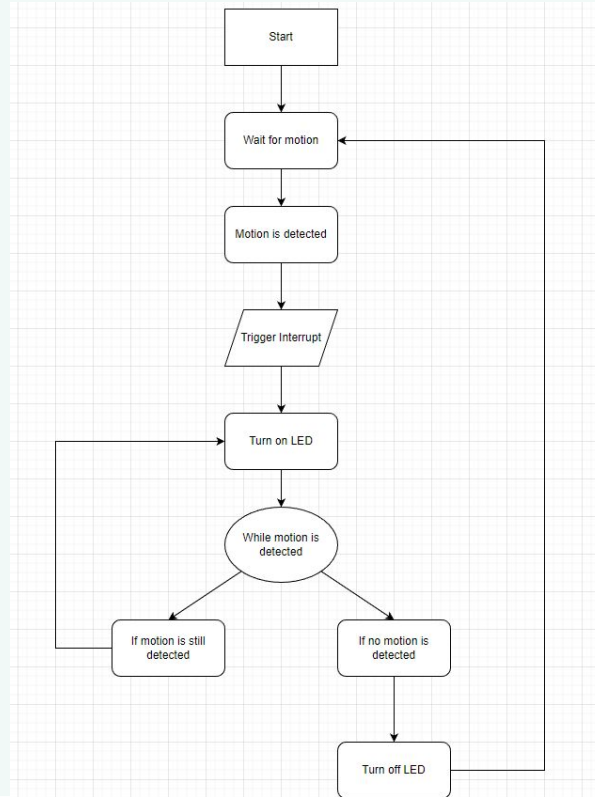 Start
Wait for motion
Motion is detected
Trigger Interrupt
Turn on LED
While motion is
detected
If motion is still
detected
If no motion is
detected
Turn off LED